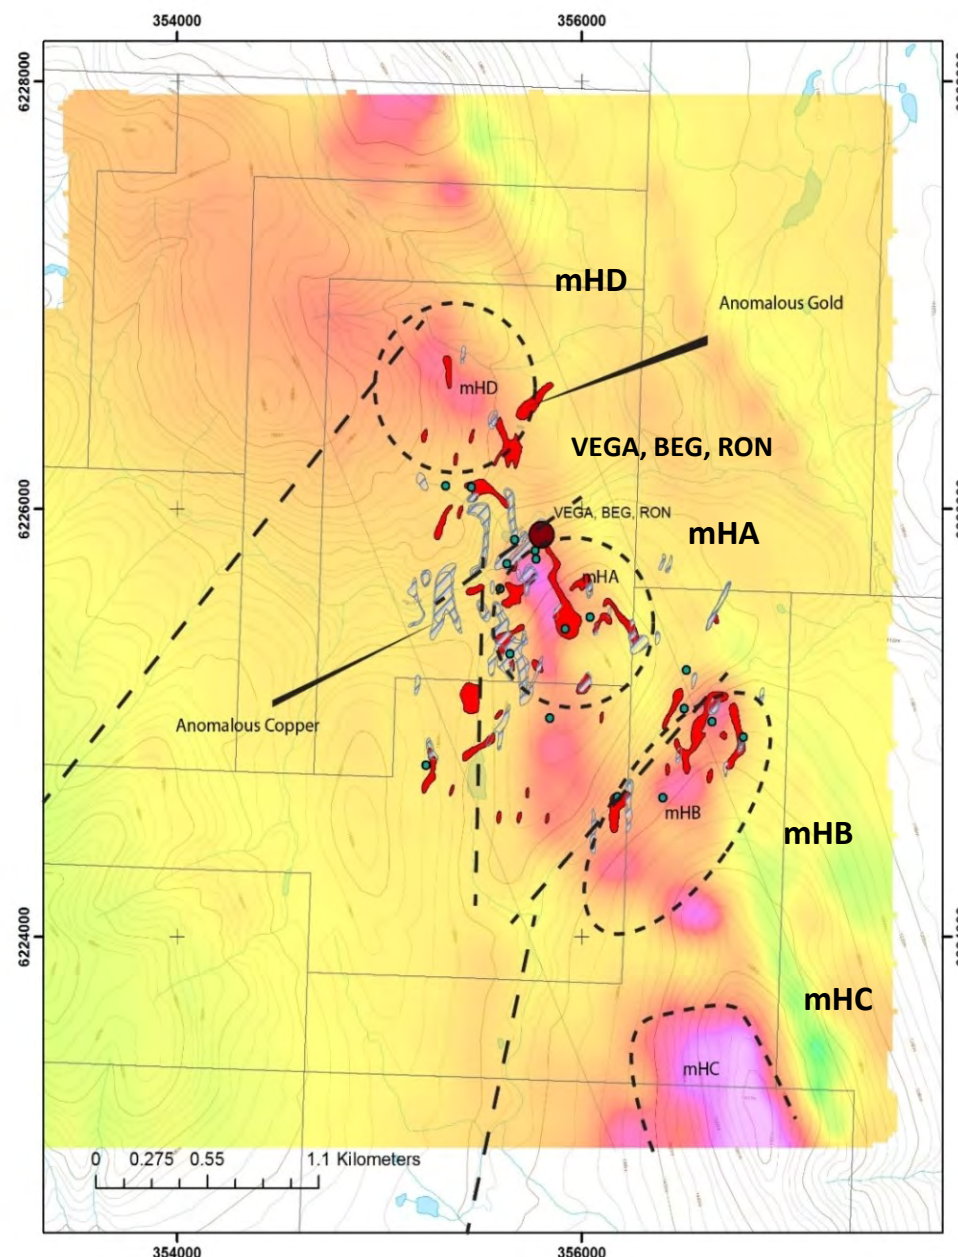 354000
356000
6228000
mHD
Anomalous Gold
mHD
VEGA, BEG, RON
6226000
VEGA, BEG, RON
mHA
mHA
Anomalous Copper
mHB
mHB
6224000
mHC
mHC
0 0.275 0.55 1.1 Kilometers
354000
356000